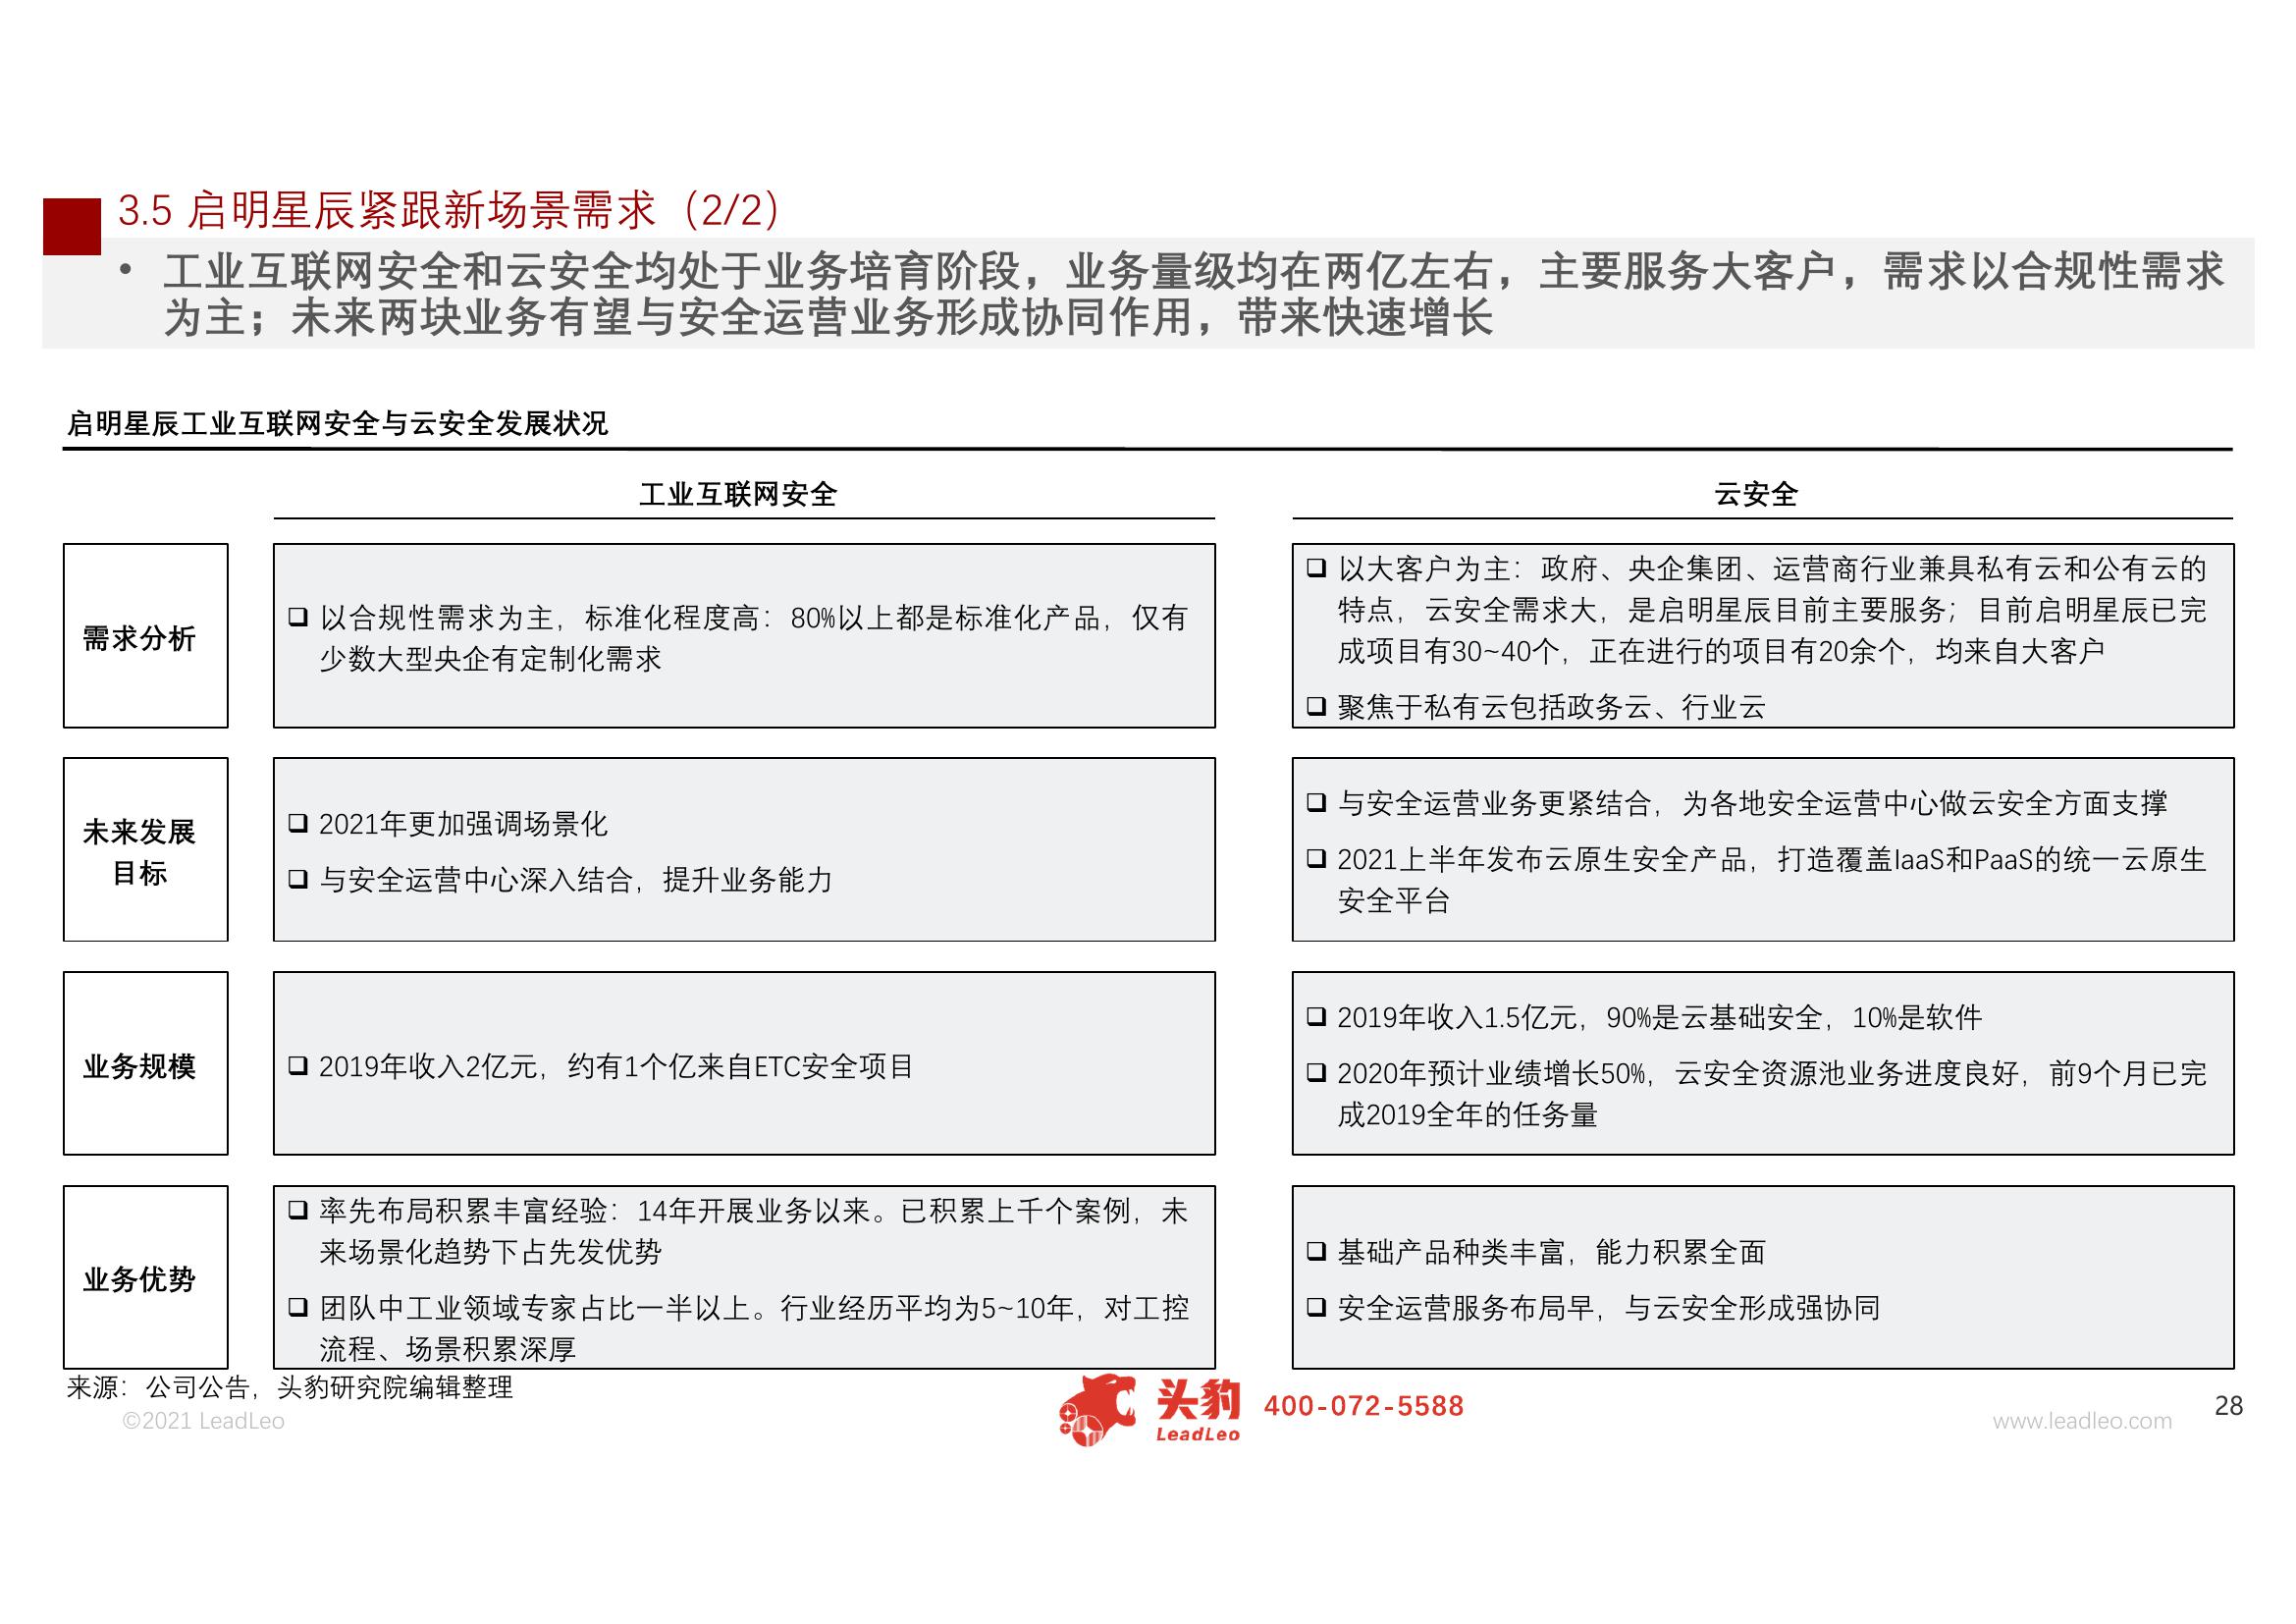 3.5 启明星辰紧跟新场景需求（2/2）
• 工业互联网安全和云安全均处于业务培育阶段，业务量级均在两亿左右，主要服务大客户，需求以合规性需求
为主；未来两块业务有望与安全运营业务形成协同作用，带来快速增长
启明星辰工业互联网安全与云安全发展状况
工业互联网安全
云安全
需求分析
❑ 以合规性需求为主，标准化程度高：80%以上都是标准化产品，仅有
少数大型央企有定制化需求
❑ 以大客户为主：政府、央企集团、运营商行业兼具私有云和公有云的
特点，云安全需求大，是启明星辰目前主要服务；目前启明星辰已完
成项目有30~40个，正在进行的项目有20余个，均来自大客户
❑ 聚焦于私有云包括政务云、行业云
未来发展
目标
❑ 2021年更加强调场景化
❑ 与安全运营中心深入结合，提升业务能力
❑ 与安全运营业务更紧结合，为各地安全运营中心做云安全方面支撑
❑ 2021上半年发布云原生安全产品，打造覆盖IaaS和PaaS的统一云原生
安全平台
业务规模
❑ 2019年收入2亿元，约有1个亿来自ETC安全项目
❑ 2019年收入1.5亿元，90%是云基础安全，10%是软件
❑ 2020年预计业绩增长50%，云安全资源池业务进度良好，前9个月已完
成2019全年的任务量
业务优势
❑ 率先布局积累丰富经验：14年开展业务以来。已积累上千个案例，未
来场景化趋势下占先发优势
❑ 团队中工业领域专家占比一半以上。行业经历平均为5~10年，对工控
流程、场景积累深厚
❑ 基础产品种类丰富，能力积累全面
❑ 安全运营服务布局早，与云安全形成强协同
来源：公司公告，头豹研究院编辑整理
©2021 LeadLeo
头豹
LeadLeo
400-072-5588
www.leadleo.com
28